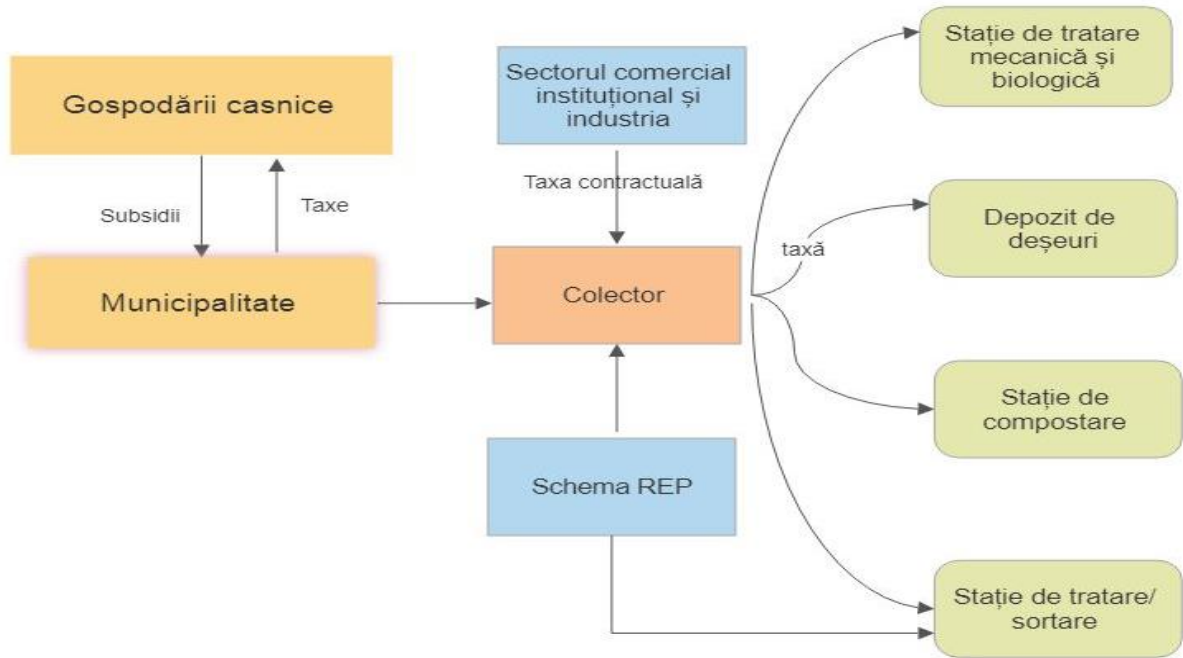 Gospodării casnice
Subsidii
Taxe
Municipalitate
Sectorul comercial
instituțional și
industria
Taxa contractuală
Colector
Schema REP
taxă
Stație de tratare
mecanică și
biologică
Depozit de
deșeuri
Stație de
compostare
Stație de tratare/
sortare